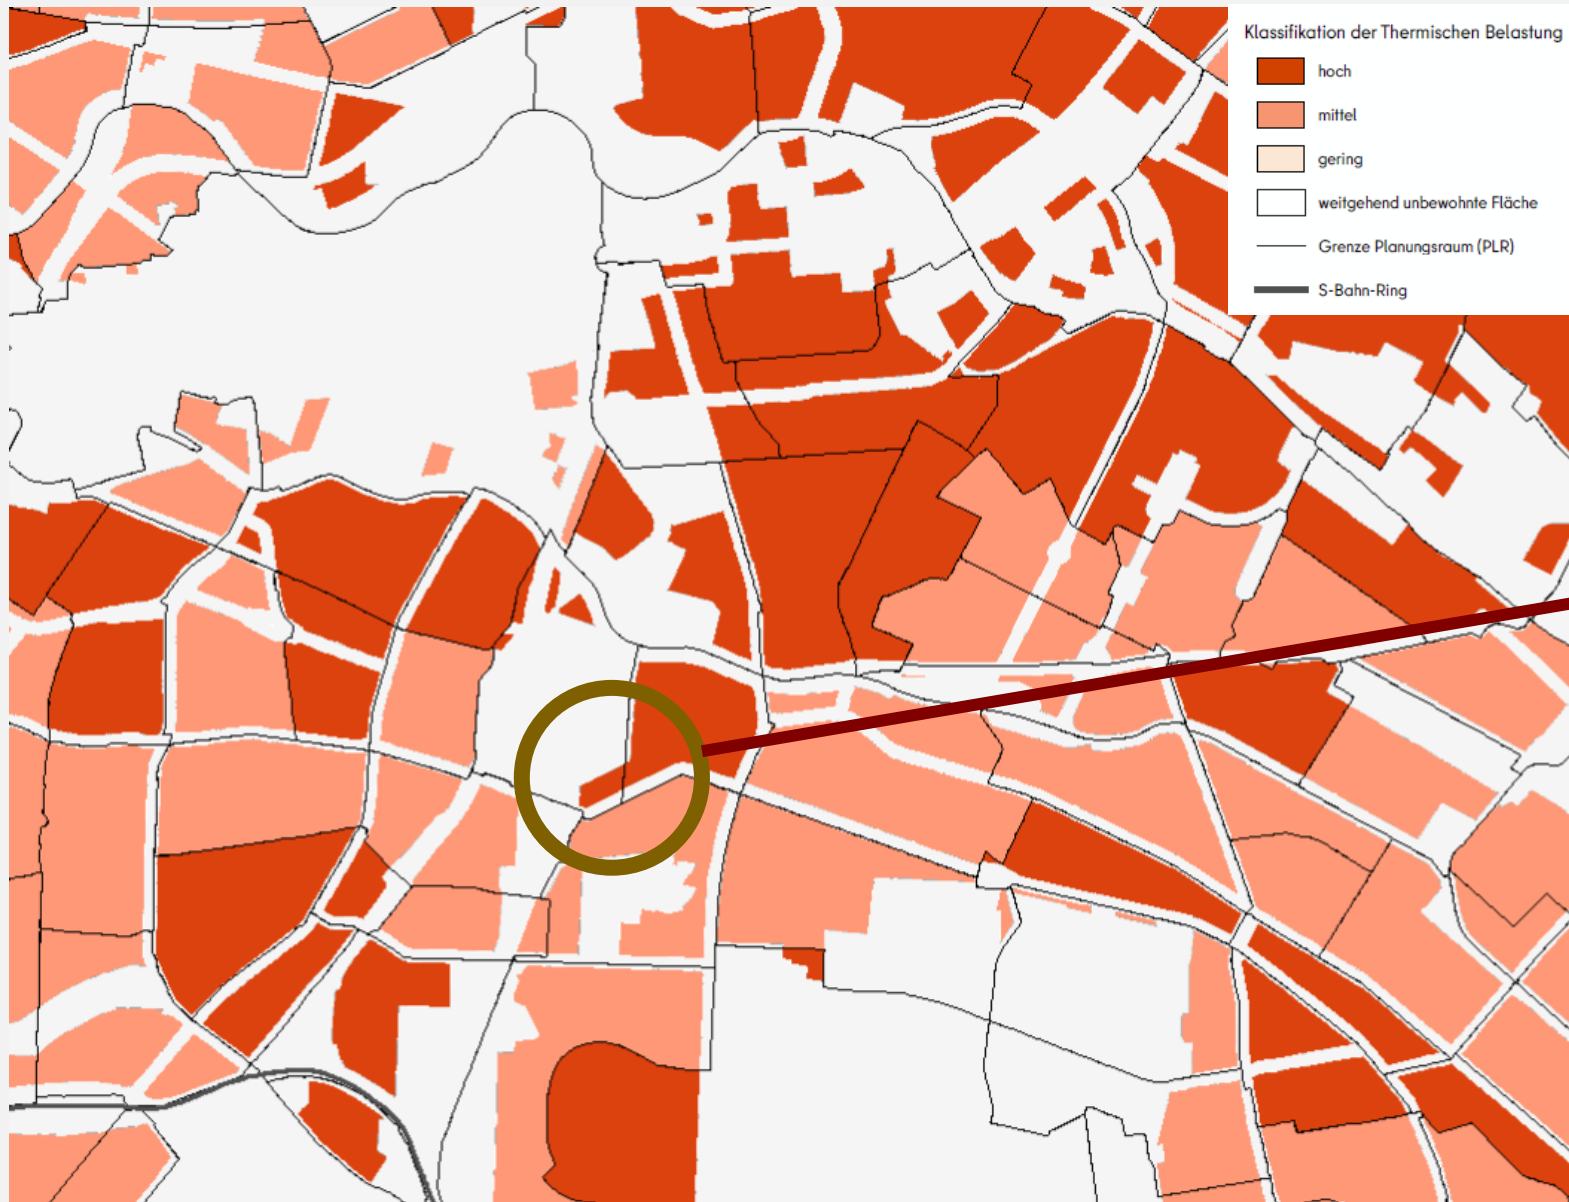 Klassifikation der Thermischen Belastung
hoch
mittel
gering
weitgehend unbewohnte Fläche
Grenze Planungsraum (PLR)
S-Bahn-Ring